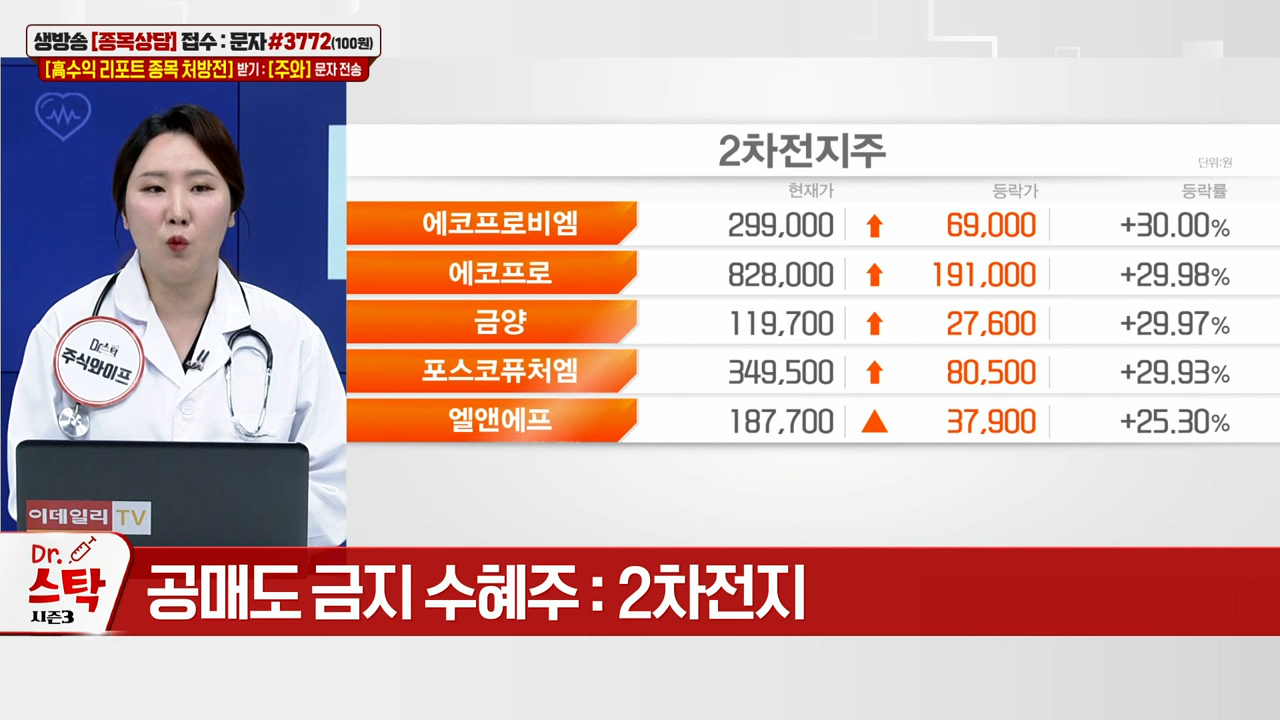 생방송 [종목상담] 접수 : 문자#3772(100원)
[高수익 리포트 종목 처방전] 받기 : [주와] 문자 전송
2차전지주
단위:원
현재가 등락가 등락률
에코프로비엠 299,000 69,000 +30.00%
에코프로 828,000 191,000 +29.98%
금양 119,700 27,600 +29.97%
포스코퓨처엠 349,500 80,500 +29.93%
엘앤에프 187,700 ▲ 37,900 +25.30%
Dr.스탁
주식와이프
이데일리 TV
Dr.
스탁
시즌3
공매도 금지 수혜주 : 2차전지